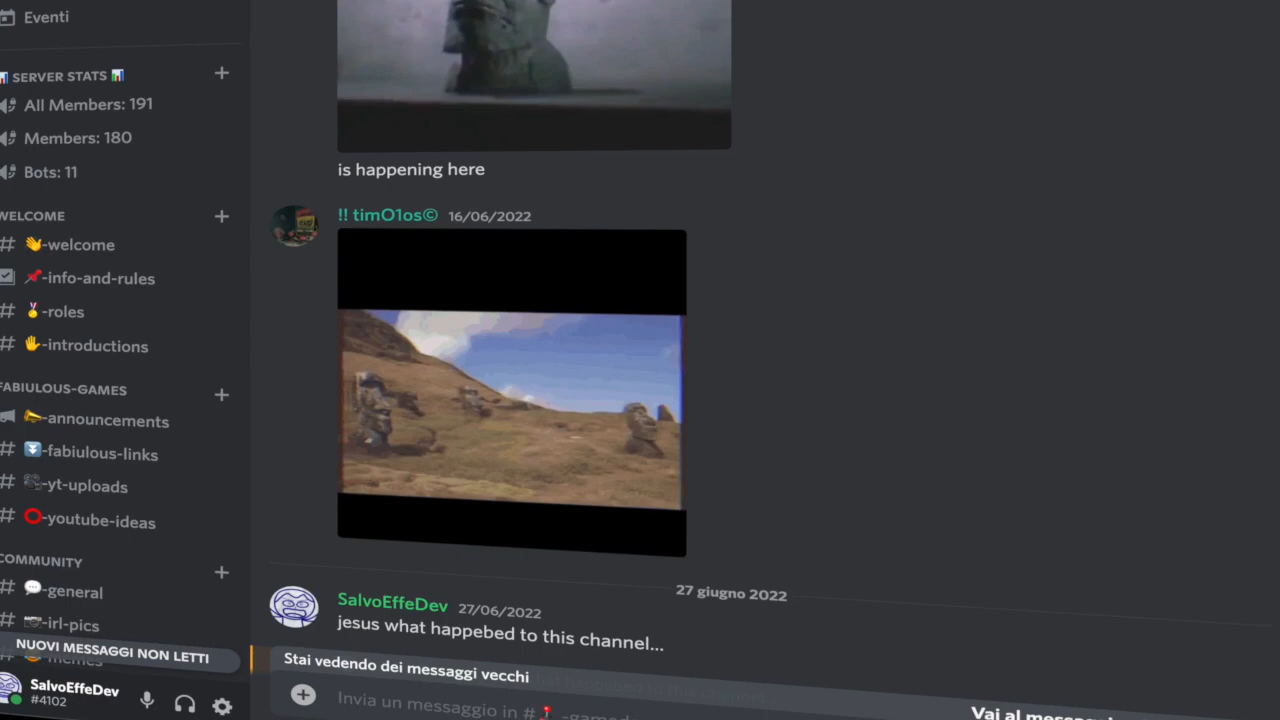 Eventi
SERVER STATS
All Members: 191
Members: 180
Bots: 11
WELCOME
👋-welcome
📌-info-and-rules
🏅-roles
✋-introductions
FABIULOUS-GAMES
📣-announcements
⏬-fabiulous-links
-yt-uploads
⭕-youtube-ideas
COMMUNITY
💬-general
📷-irl-pics
-memes
NUOVI MESSAGGI NON LETTI
SalvoEffeDev
#4102
is happening here
!! timO1os© 16/06/2022
27 giugno 2022
SalvoEffeDev 27/06/2022
jesus what happebed to this channel...
Stai vedendo dei messaggi vecchi
Invia un messaggio in #🕹-gamed
Vai al messaggi